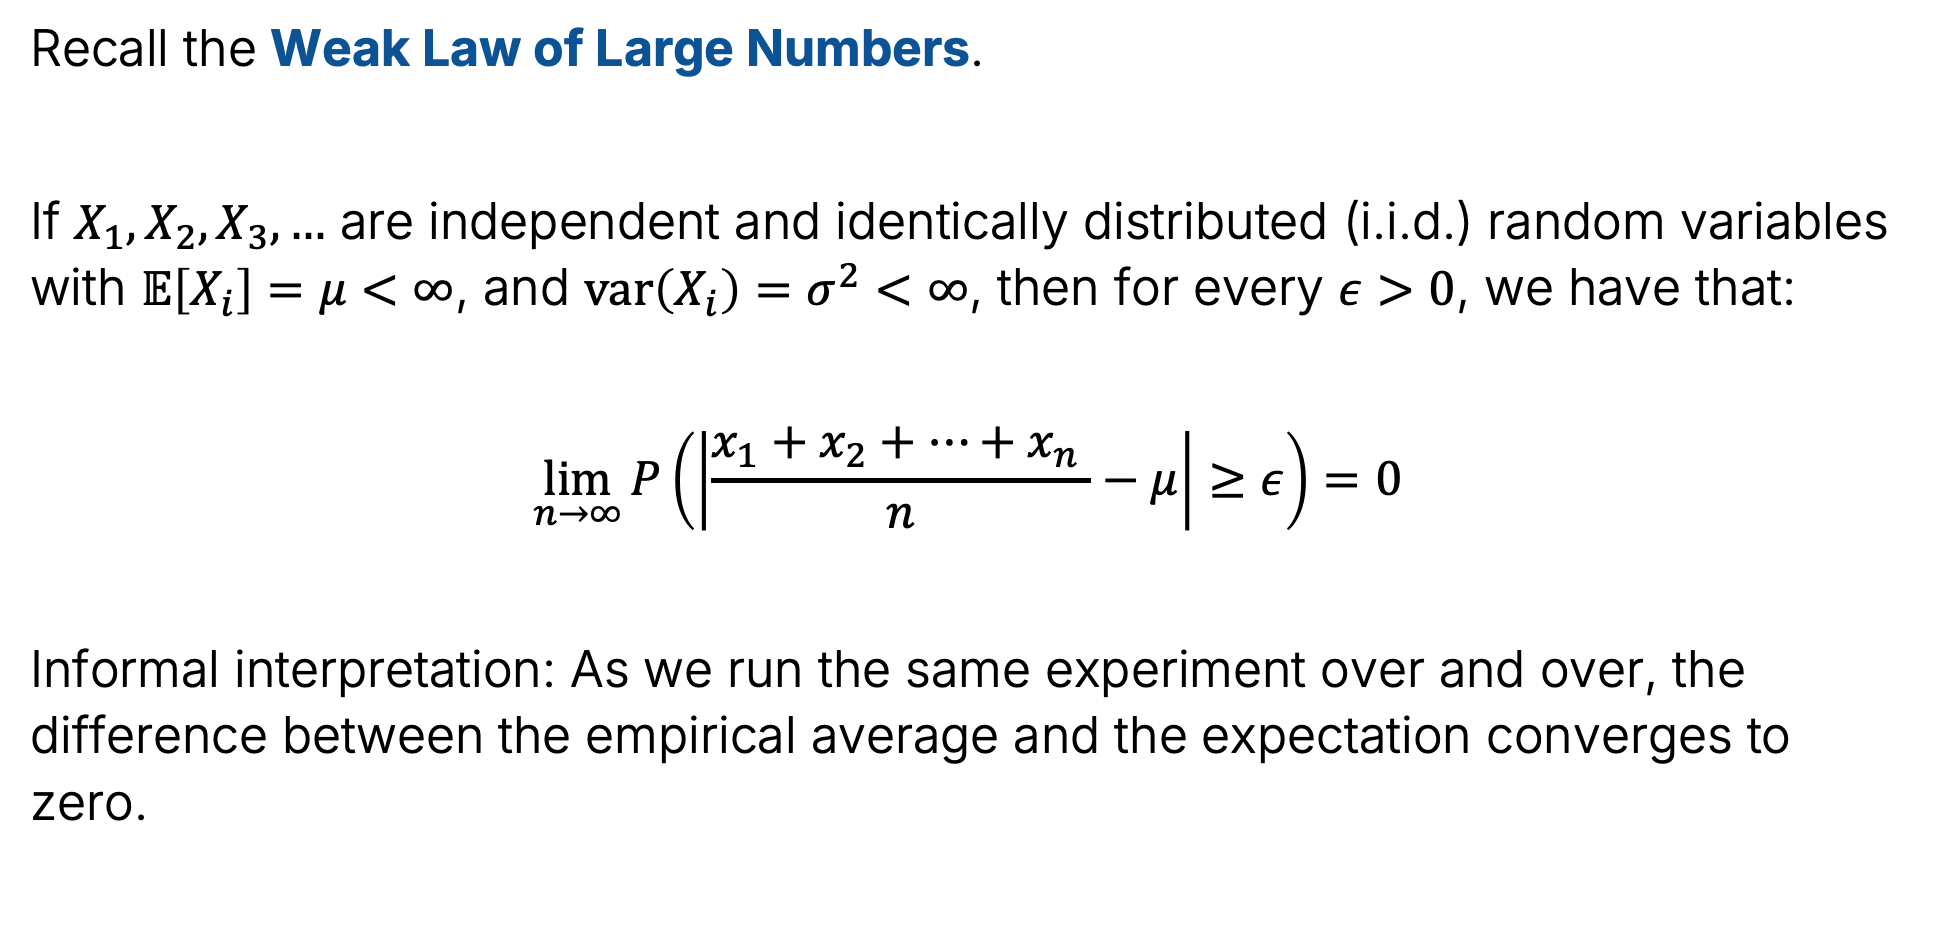 Recall the Weak Law of Large Numbers.
If X₁, X₂, X₃, ... are independent and identically distributed (i.i.d.) random variables
with 𝔼[Xᵢ] = μ < ∞, and var(Xᵢ) = σ² < ∞, then for every ϵ > 0, we have that:
lim n→∞ P(|(x₁ + x₂ + ⋯ + xₙ)/n − μ| ≥ ϵ) = 0
Informal interpretation: As we run the same experiment over and over, the
difference between the empirical average and the expectation converges to
zero.